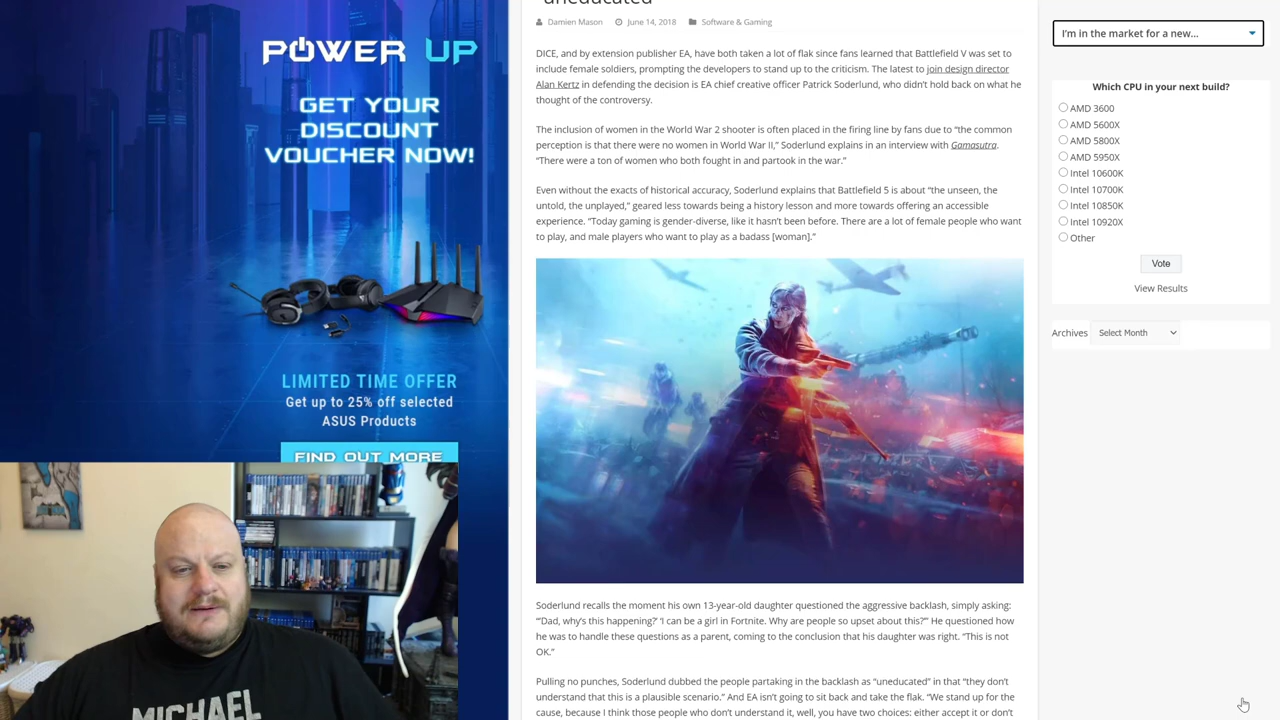 "uneducated"
Damien Mason
June 14, 2018
Software & Gaming
DICE, and by extension publisher EA, have both taken a lot of flak since fans learned that Battlefield V was set to
include female soldiers, prompting the developers to stand up to the criticism. The latest to join design director
Alan Kertz in defending the decision is EA chief creative officer Patrick Soderlund, who didn't hold back on what he
thought of the controversy.
The inclusion of women in the World War 2 shooter is often placed in the firing line by fans due to "the common
perception is that there were no women in World War II," Soderlund explains in an interview with Gamasutra.
"There were a ton of women who both fought in and partook in the war."
Even without the exacts of historical accuracy, Soderlund explains that Battlefield 5 is about "the unseen, the
untold, the unplayed," geared less towards being a history lesson and more towards offering an accessible
experience. "Today gaming is gender-diverse, like it hasn't been before. There are a lot of female people who want
to play, and male players who want to play as a badass [woman]."
Soderlund recalls the moment his own 13-year-old daughter questioned the aggressive backlash, simply asking:
"'Dad, why's this happening?' 'I can be a girl in Fortnite. Why are people so upset about this?'" He questioned how
he was to handle these questions as a parent, coming to the conclusion that his daughter was right. "This is not
OK."
Pulling no punches, Soderlund dubbed the people partaking in the backlash as "uneducated" in that "they don't
understand that this is a plausible scenario." And EA isn't going to sit back and take the flak. "We stand up for the
cause, because I think those people who don't understand it, well, you have two choices: either accept it or don't
POWER UP
GET YOUR
DISCOUNT
VOUCHER NOW!
LIMITED TIME OFFER
Get up to 25% off selected
ASUS Products
FIND OUT MORE
MICHAEL
I'm in the market for a new...
Which CPU in your next build?
AMD 3600
AMD 5600X
AMD 5800X
AMD 5950X
Intel 10600K
Intel 10700K
Intel 10850K
Intel 10920X
Other
Vote
View Results
Archives Select Month